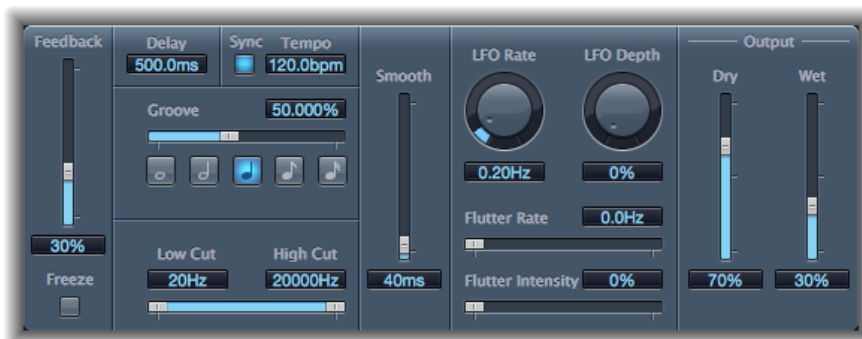 Feedback
30%
Freeze
Delay
500.0ms
Sync
Tempo
120.0bpm
Groove
50.000%
Low Cut
20Hz
High Cut
20000Hz
Smooth
40ms
LFO Rate
0.20Hz
LFO Depth
0%
Flutter Rate
0.0Hz
Flutter Intensity
0%
Output
Dry
70%
Wet
30%